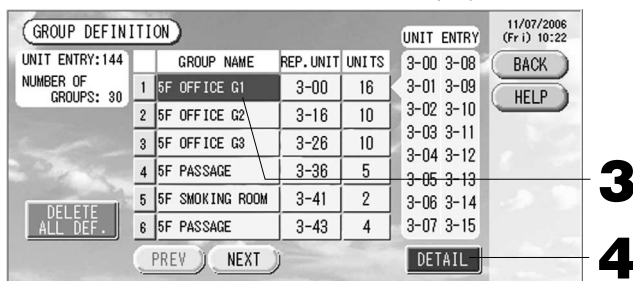 GROUP DEFINITION
11/07/2006
(Fri) 10:22
UNIT ENTRY:144
NUMBER OF
GROUPS: 30
GROUP NAME REP.UNIT UNITS
1 5F OFFICE G1 3-00 16
2 5F OFFICE G2 3-16 10
3 5F OFFICE G3 3-26 10
4 5F PASSAGE 3-36 5
5 5F SMOKING ROOM 3-41 2
6 5F PASSAGE 3-43 4
UNIT ENTRY
3-00 3-08
3-01 3-09
3-02 3-10
3-03 3-11
3-04 3-12
3-05 3-13
3-06 3-14
3-07 3-15
BACK
HELP
DELETE
ALL DEF.
PREV NEXT
DETAIL
3
4